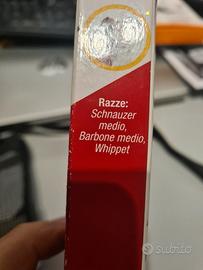 Razze:
Schnauzer
medio,
Barbone medio,
Whippet
subito